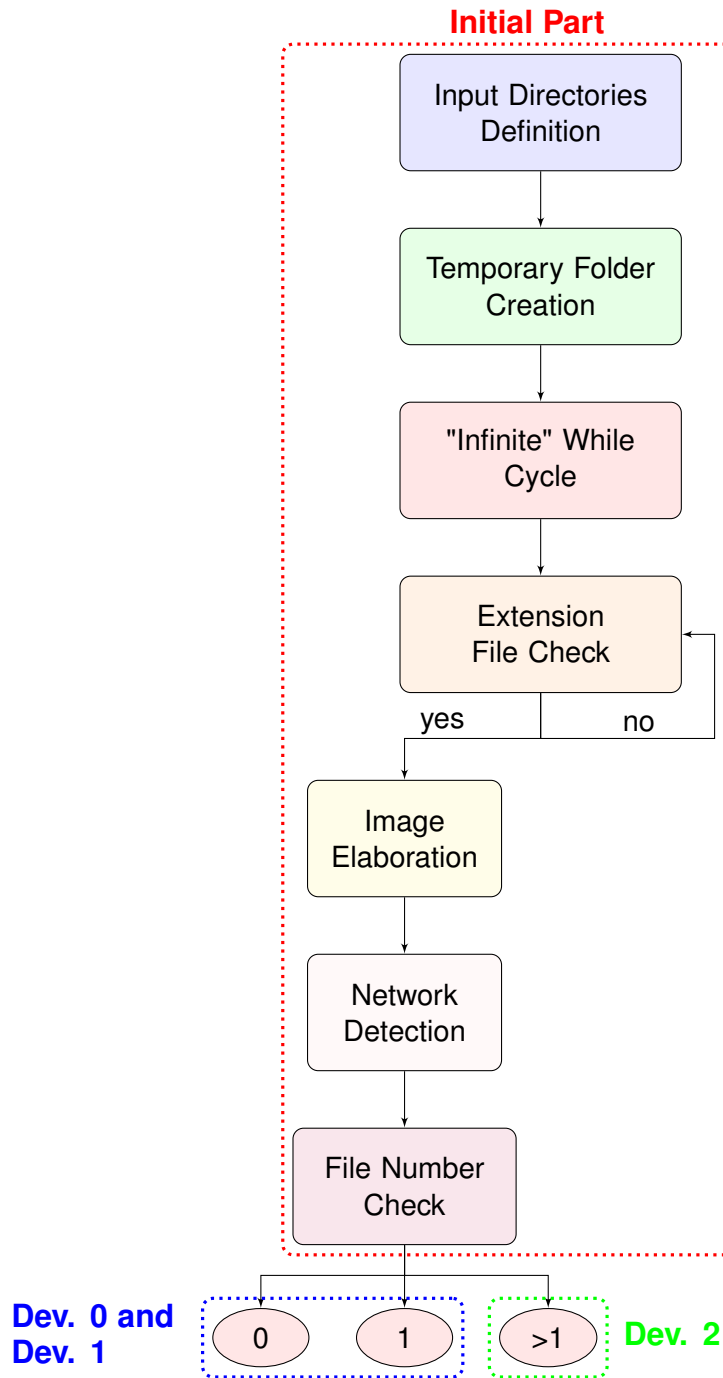 Initial Part
Input Directories
Definition
Temporary Folder
Creation
"Infinite" While
Cycle
Extension
File Check
yes
no
Image
Elaboration
Network
Detection
File Number
Check
Dev. 0 and
Dev. 1
0
1
>1
Dev. 2